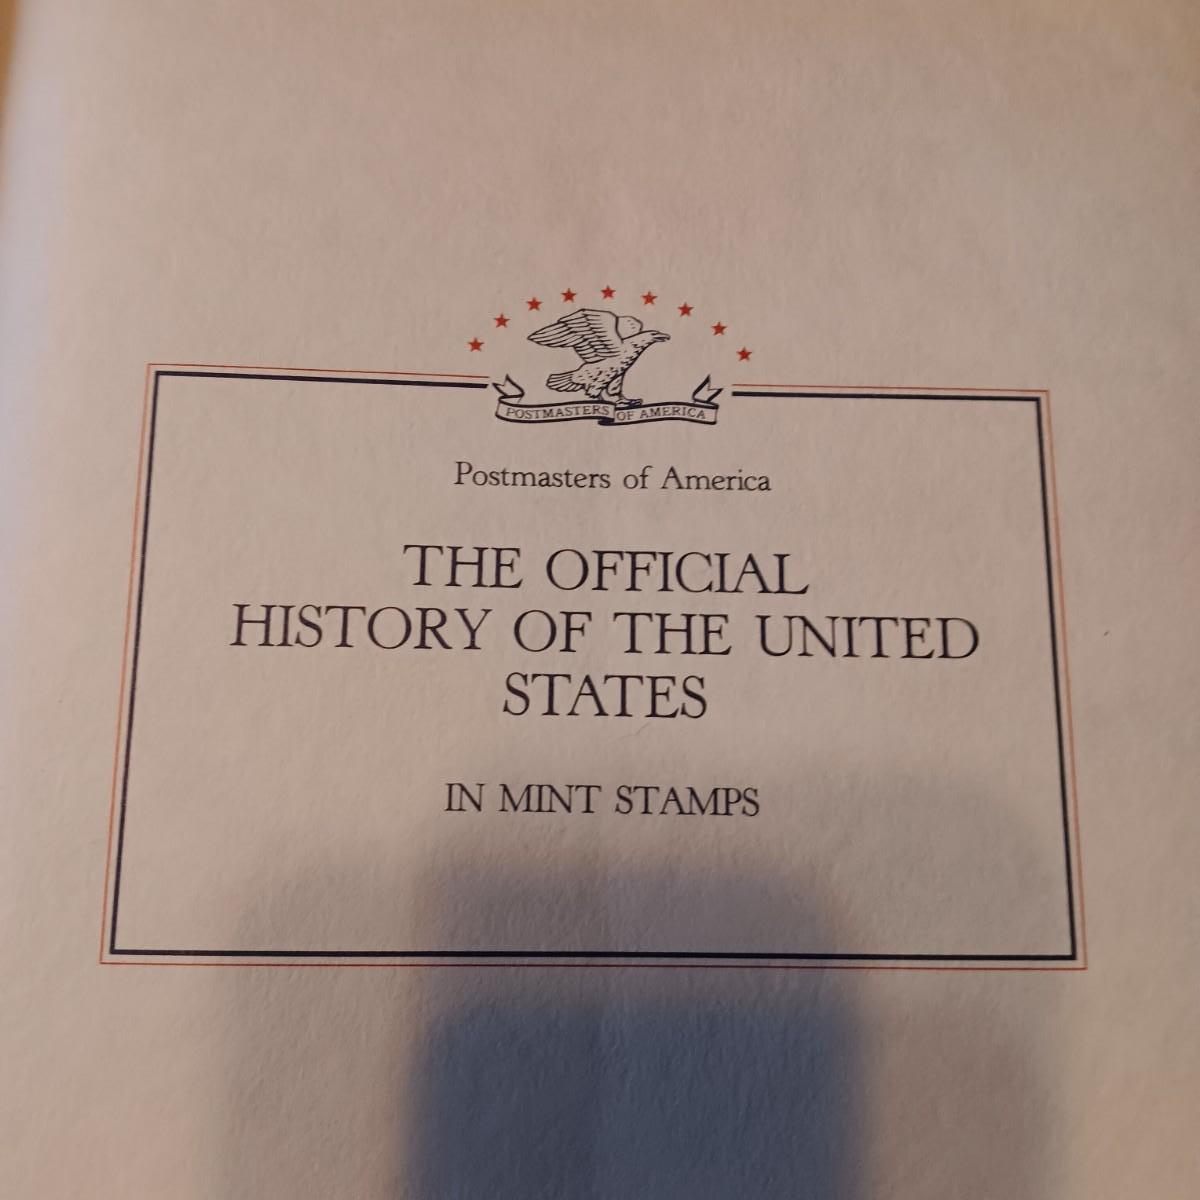 POSTMASTERS OF AMERICA
Postmasters of America
THE OFFICIAL
HISTORY OF THE UNITED
STATES
IN MINT STAMPS